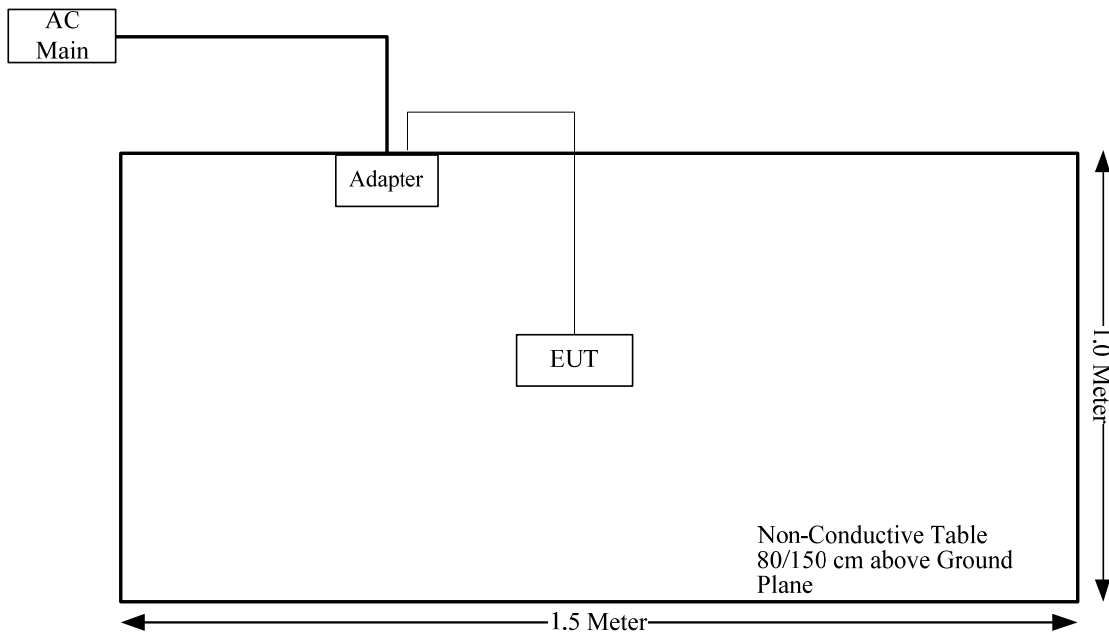 AC
Main
Adapter
EUT
1.0 Meter
Non-Conductive Table
80/150 cm above Ground
Plane
1.5 Meter